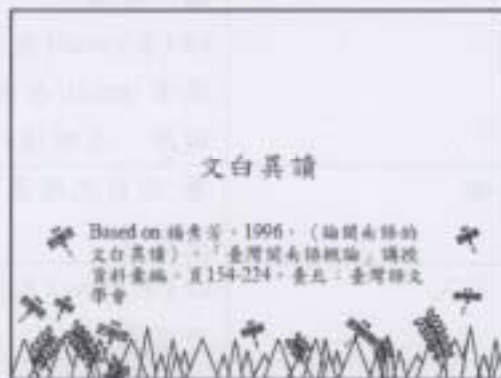 文白異讀
Based on 楊秀芳。1996。〈論閩南語的
文白異讀〉。「臺灣閩南語概論」講授
資料彙編。頁154-224。臺北:臺灣語文
學會